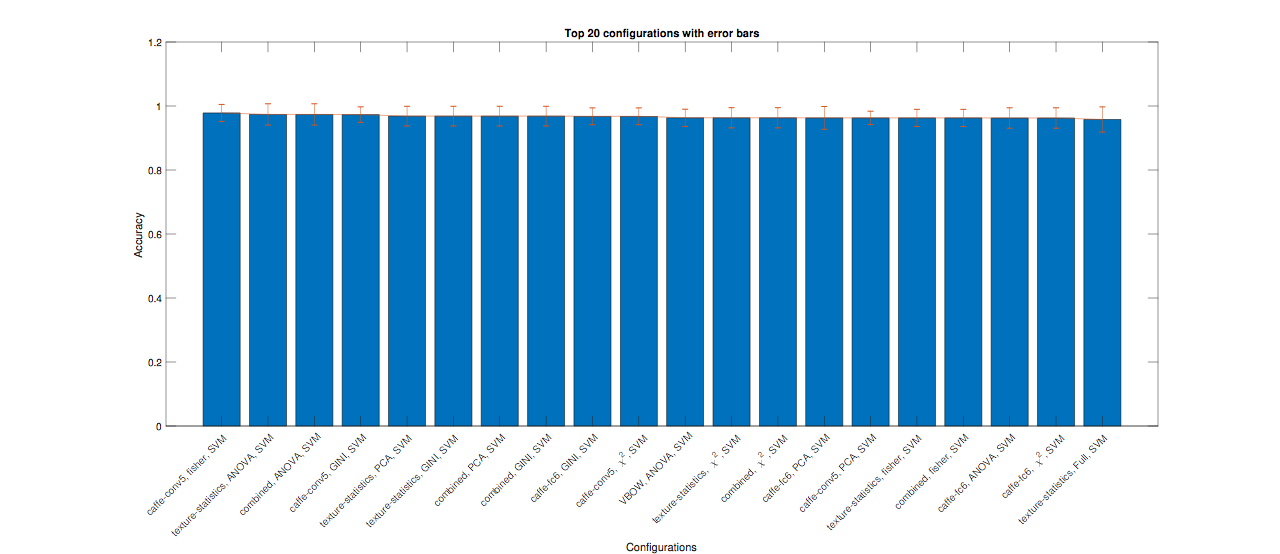 Top 20 configurations with error bars
1.2
1
0.8
0.6
0.4
0.2
0
Accuracy
caffe-conv5, fisher, SVM
texture-statistics, ANOVA, SVM
combined, ANOVA, SVM
caffe-conv5, GINI, SVM
texture-statistics, PCA, SVM
texture-statistics, GINI, SVM
combined, PCA, SVM
combined, GINI, SVM
caffe-fc6, GINI, SVM
caffe-conv5, χ², SVM
VBOW, ANOVA, SVM
texture-statistics, χ², SVM
combined, χ², SVM
caffe-fc6, PCA, SVM
caffe-conv5, PCA, SVM
texture-statistics, fisher, SVM
combined, fisher, SVM
caffe-fc6, ANOVA, SVM
caffe-fc6, χ², SVM
texture-statistics, Full, SVM
Configurations